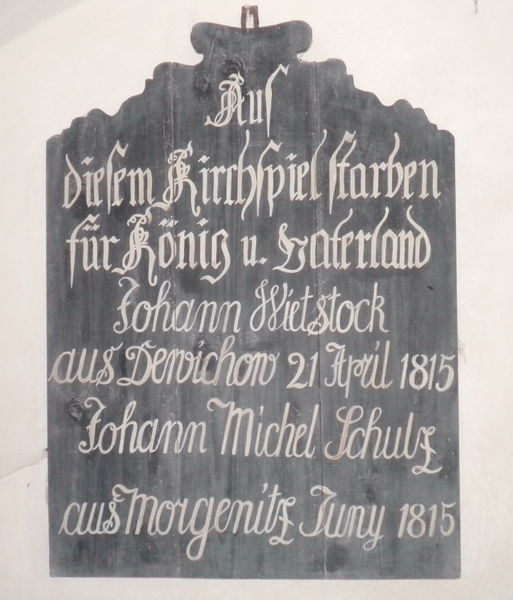 Aus
diesem Kirchspiel starben
für König u. Vaterland
Johann Wietstock
aus Dewichow 21 April 1815
Johann Michel Schultz
aus Morgenitz Juny 1815